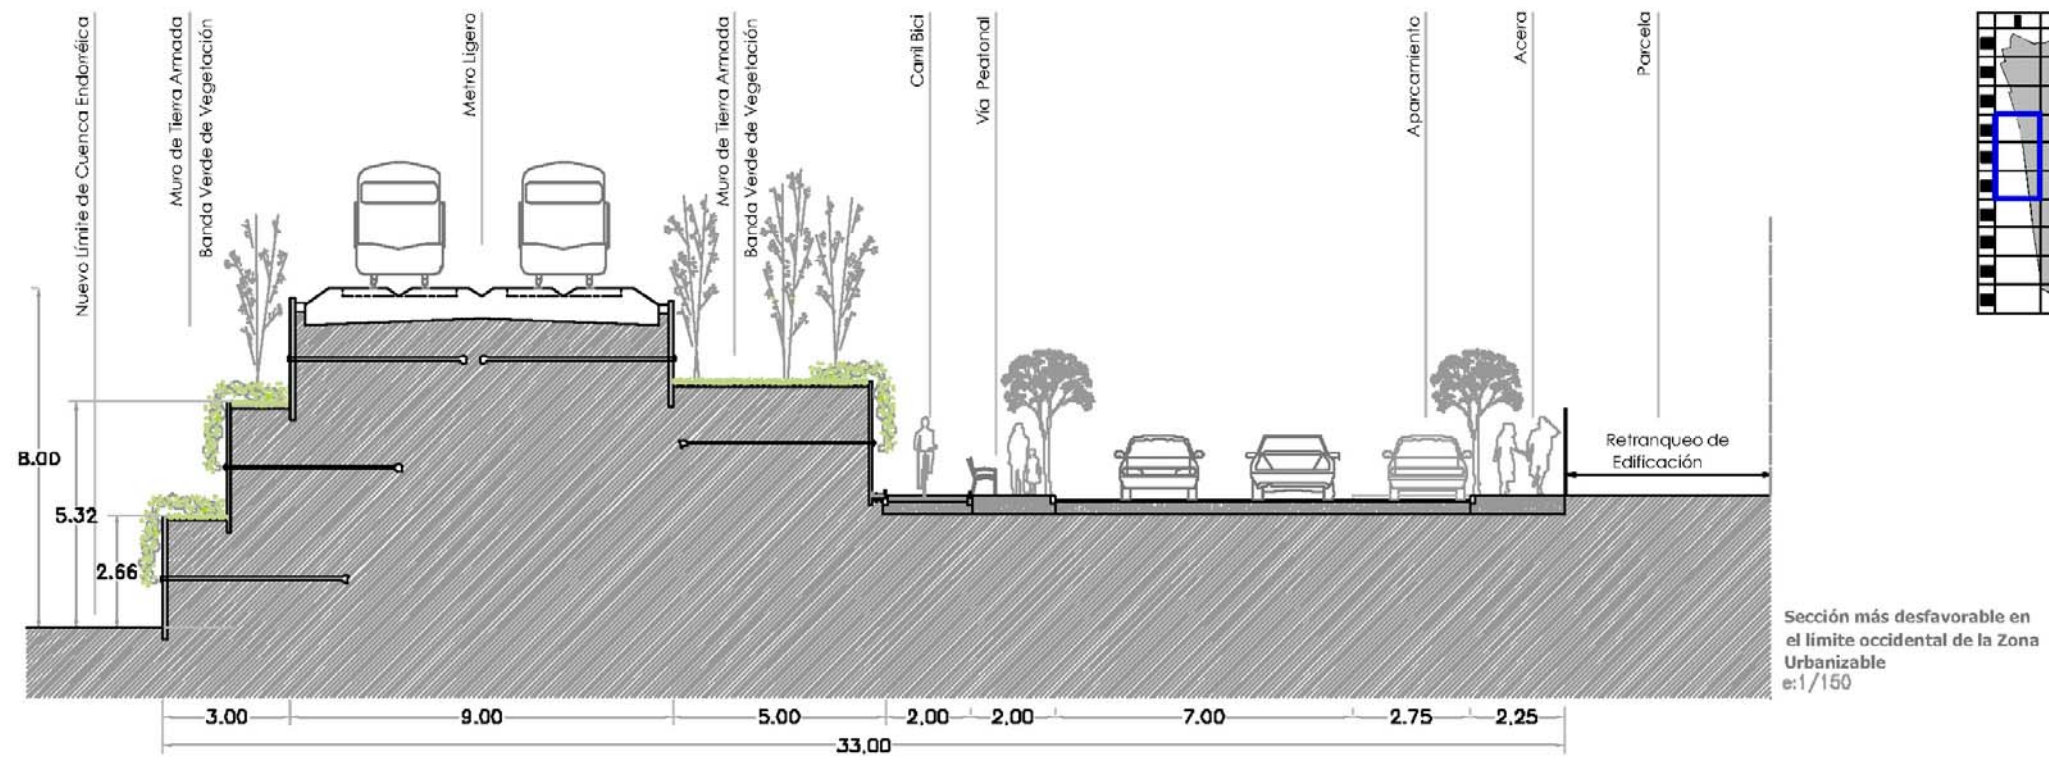 Nuevo Límite de Cuenca Endorréica
Muro de Tierra Armada
Banda Verde de Vegetación
Metro Ligero
Muro de Tierra Armada
Banda Verde de Vegetación
Carril Bici
Vía Peatonal
Aparcamiento
Acera
Parcela
Retranqueo de
Edificación
8.00
5.32
2.66
Sección más desfavorable en
el límite occidental de la Zona
Urbanizable
e:1/150
3.00
9.00
5.00
2,00
2,00
7.00
2.75
2,25
33,00